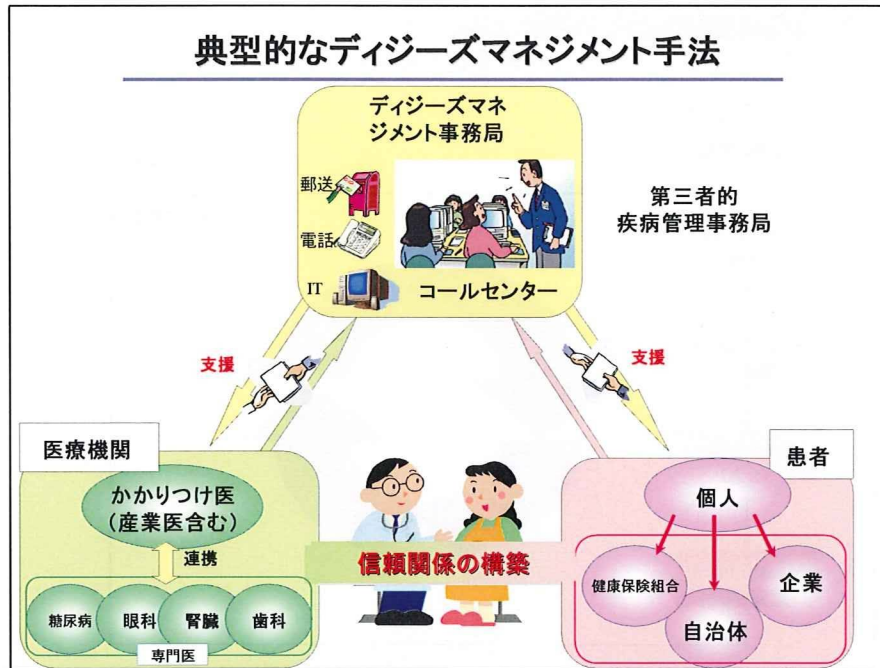 典型的なディジーズマネジメント手法
ディジーズマネ
ジメント事務局
郵送
電話
IT
コールセンター
第三者的
疾病管理事務局
支援
支援
医療機関
かかりつけ医
(産業医含む)
連携
糖尿病
眼科
腎臓
歯科
専門医
信頼関係の構築
患者
個人
健康保険組合
自治体
企業